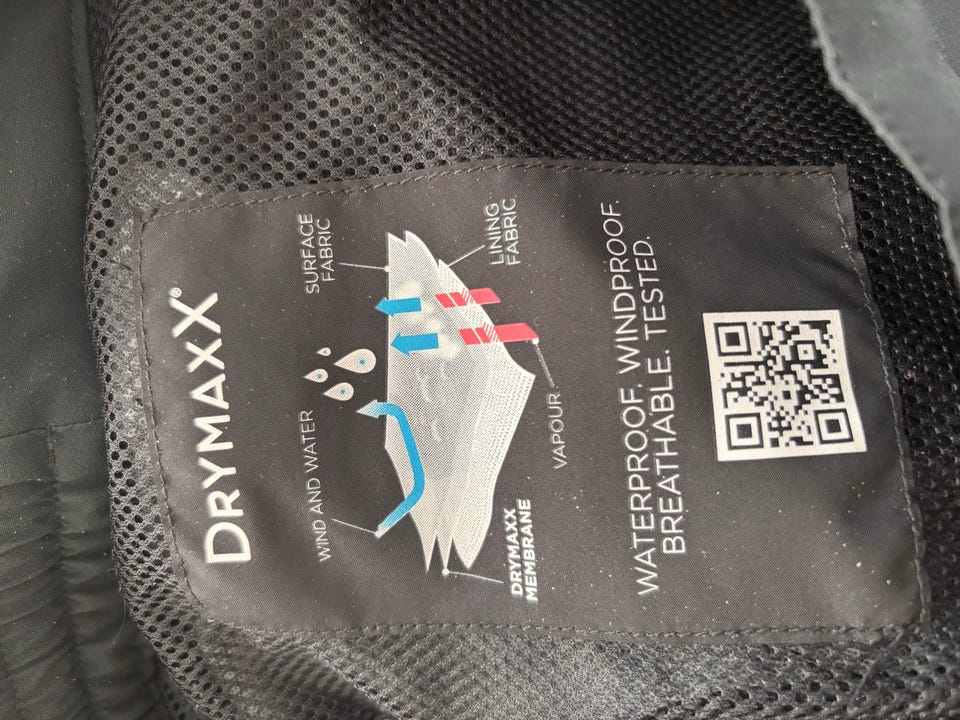 DRYMAXX®
WIND AND WATER
SURFACE
FABRIC
LINING
FABRIC
VAPOUR
DRYMAXX
MEMBRANE
WATERPROOF. WINDPROOF.
BREATHABLE. TESTED.